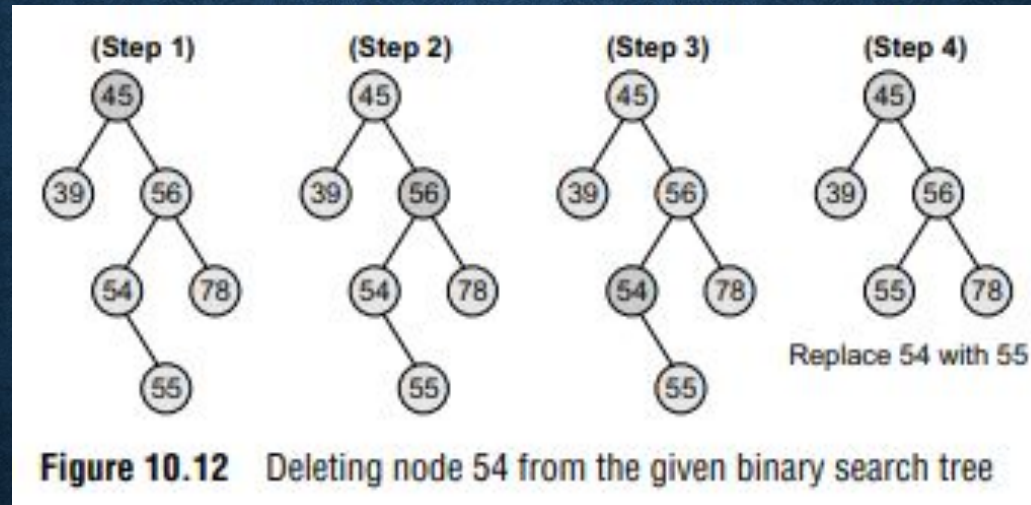 (Step 1) (Step 2) (Step 3) (Step 4)
45 45 45 45
39 56 39 56 39 56 39 56
54 78 54 78 54 78 55 78
Replace 54 with 55
55 55 55
Figure 10.12 Deleting node 54 from the given binary search tree